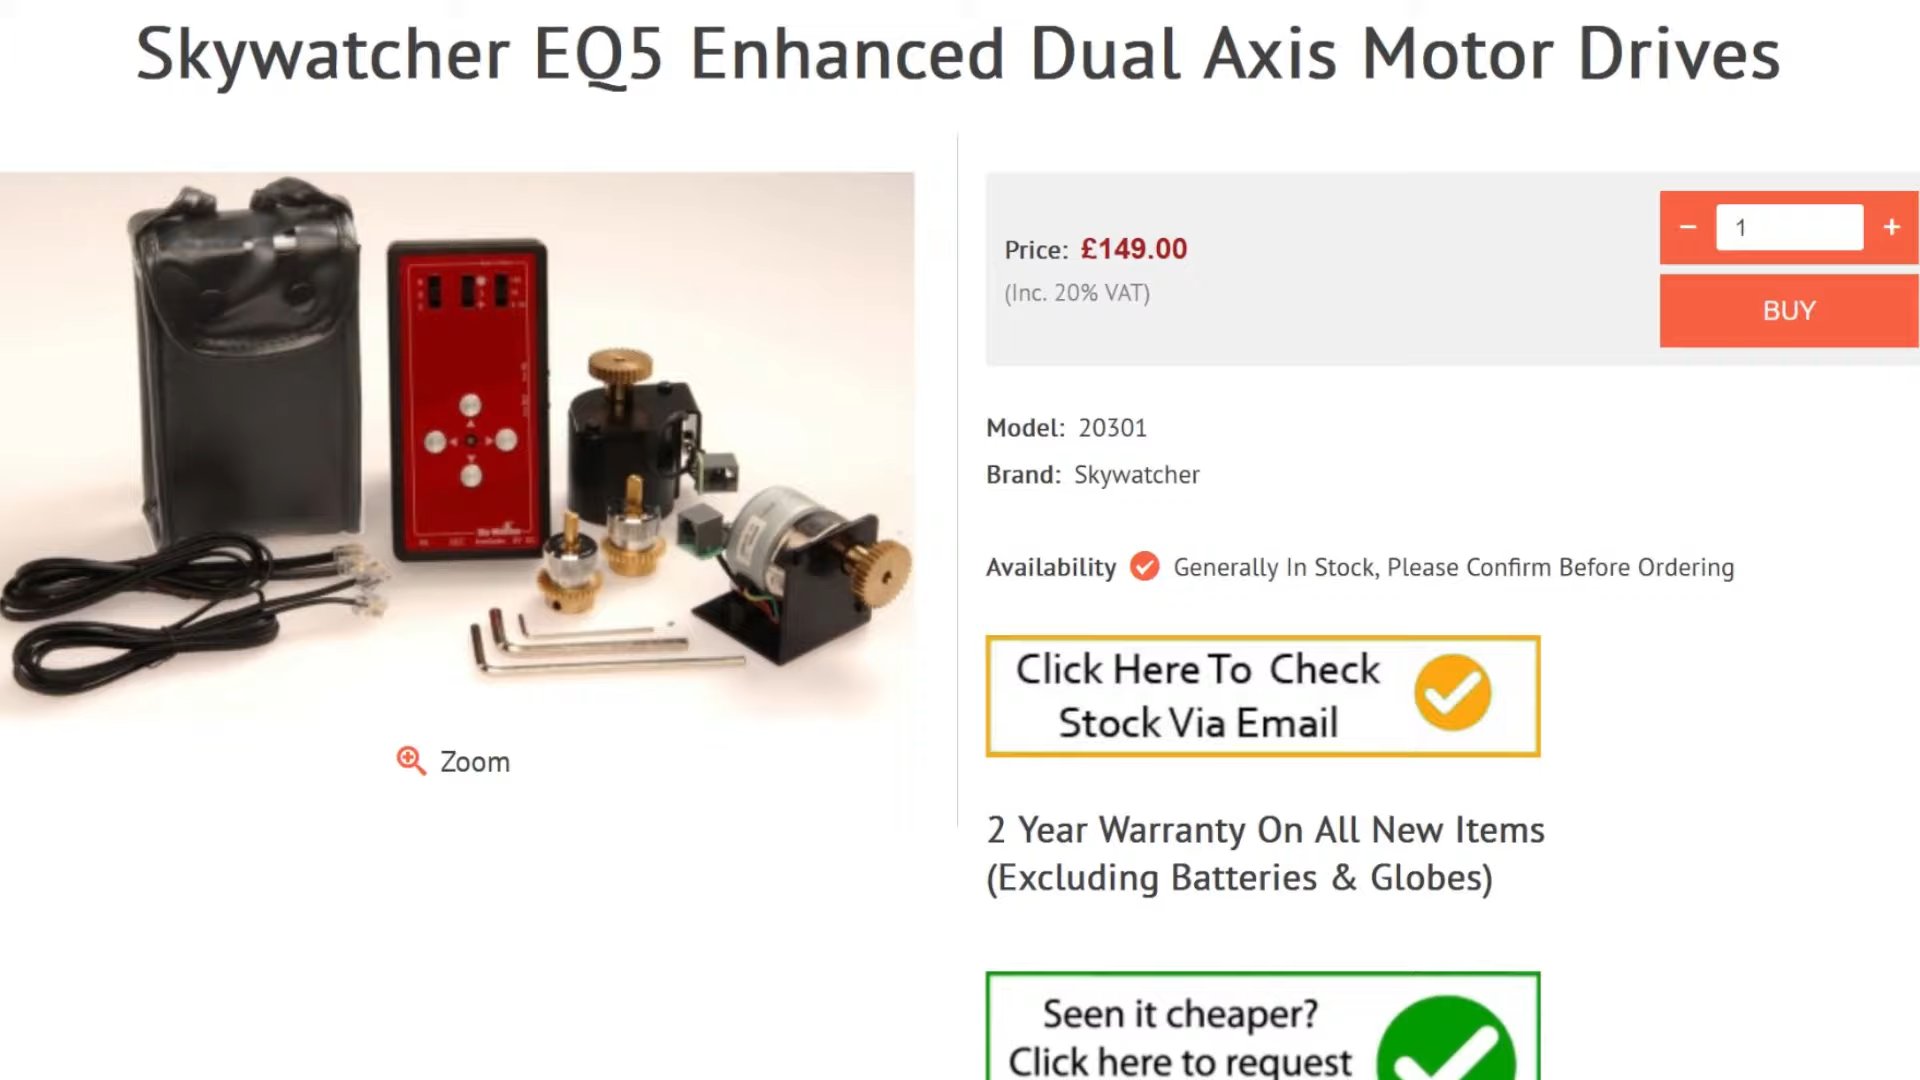 Skywatcher EQ5 Enhanced Dual Axis Motor Drives
Price: £149.00
(Inc. 20% VAT)
− 1 +
BUY
Model: 20301
Brand: Skywatcher
Availability Generally In Stock, Please Confirm Before Ordering
Click Here To Check
Stock Via Email
Zoom
2 Year Warranty On All New Items
(Excluding Batteries & Globes)
Seen it cheaper?
Click here to request